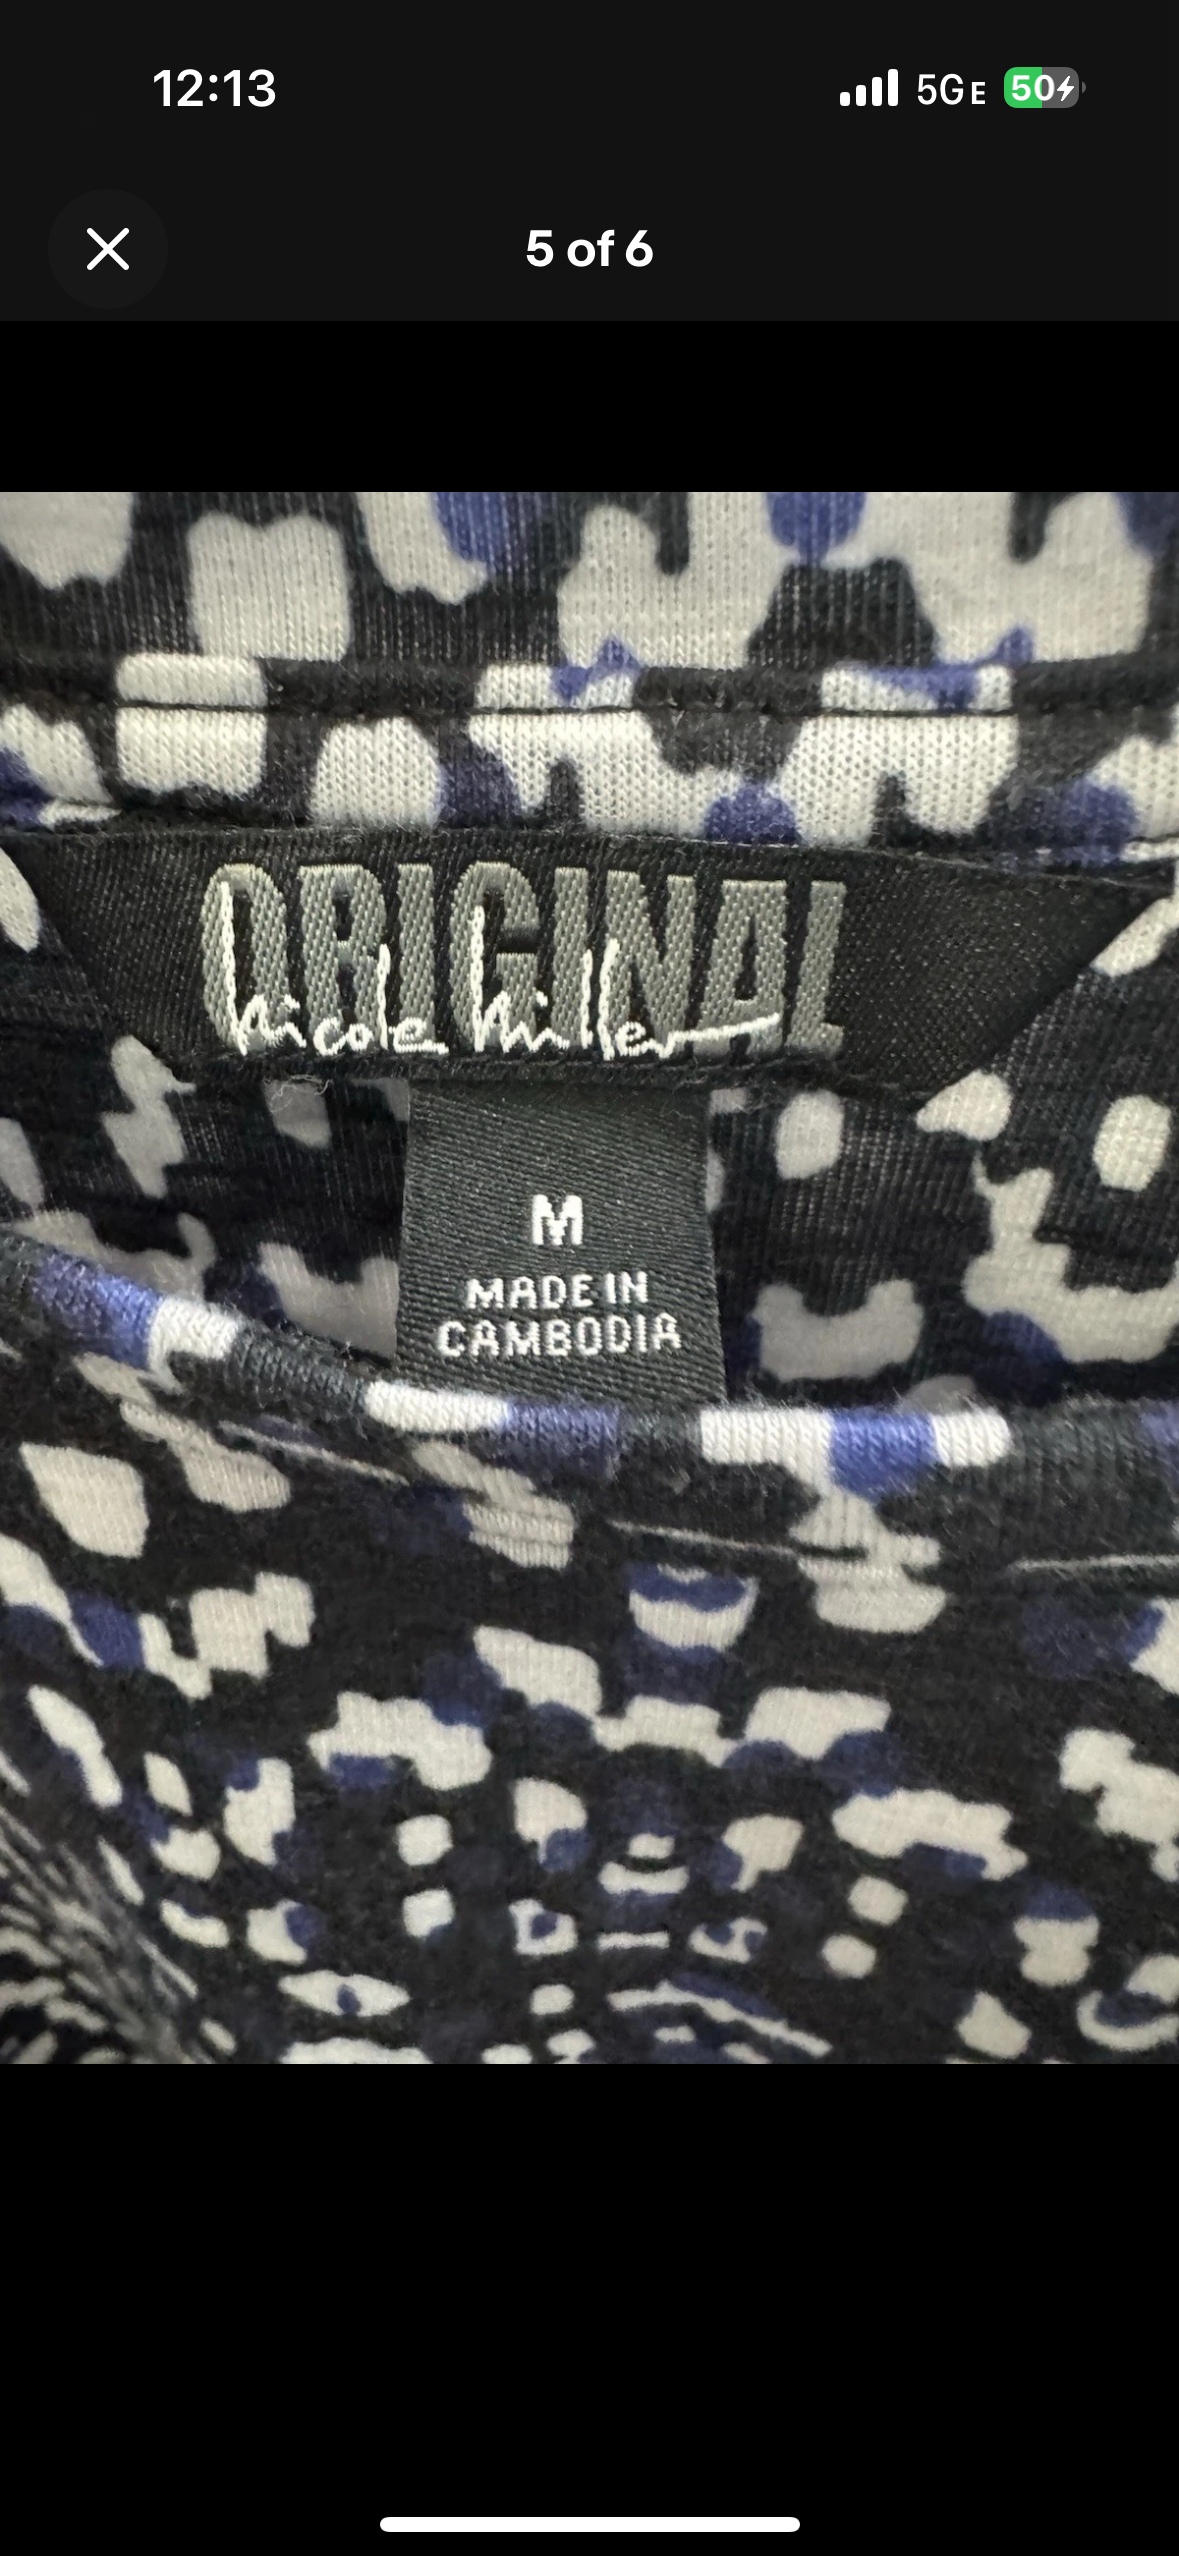 12:13
5GE
50
5 of 6
ORIGINAL
Nicole Miller
M
MADE IN
CAMBODIA